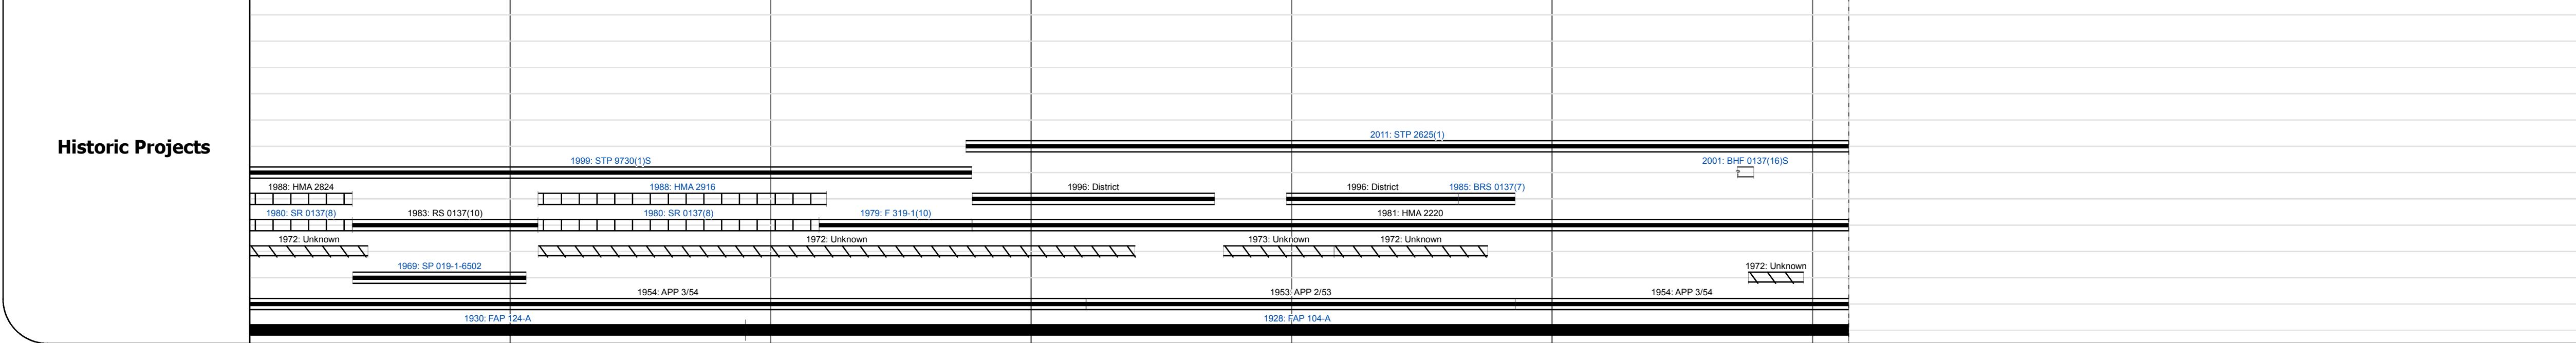 Historic Projects
2011: STP 2625(1)
1999: STP 9730(1)S
2001: BHF 0137(16)S
?
1988: HMA 2824
1988: HMA 2916
1996: District
1996: District
1985: BRS 0137(7)
1980: SR 0137(8)
1983: RS 0137(10)
1980: SR 0137(8)
1979: F 319-1(10)
1981: HMA 2220
1972: Unknown
1972: Unknown
1973: Unknown
1972: Unknown
1969: SP 019-1-6502
1972: Unknown
1954: APP 3/54
1953: APP 2/53
1954: APP 3/54
1930: FAP 124-A
1928: FAP 104-A